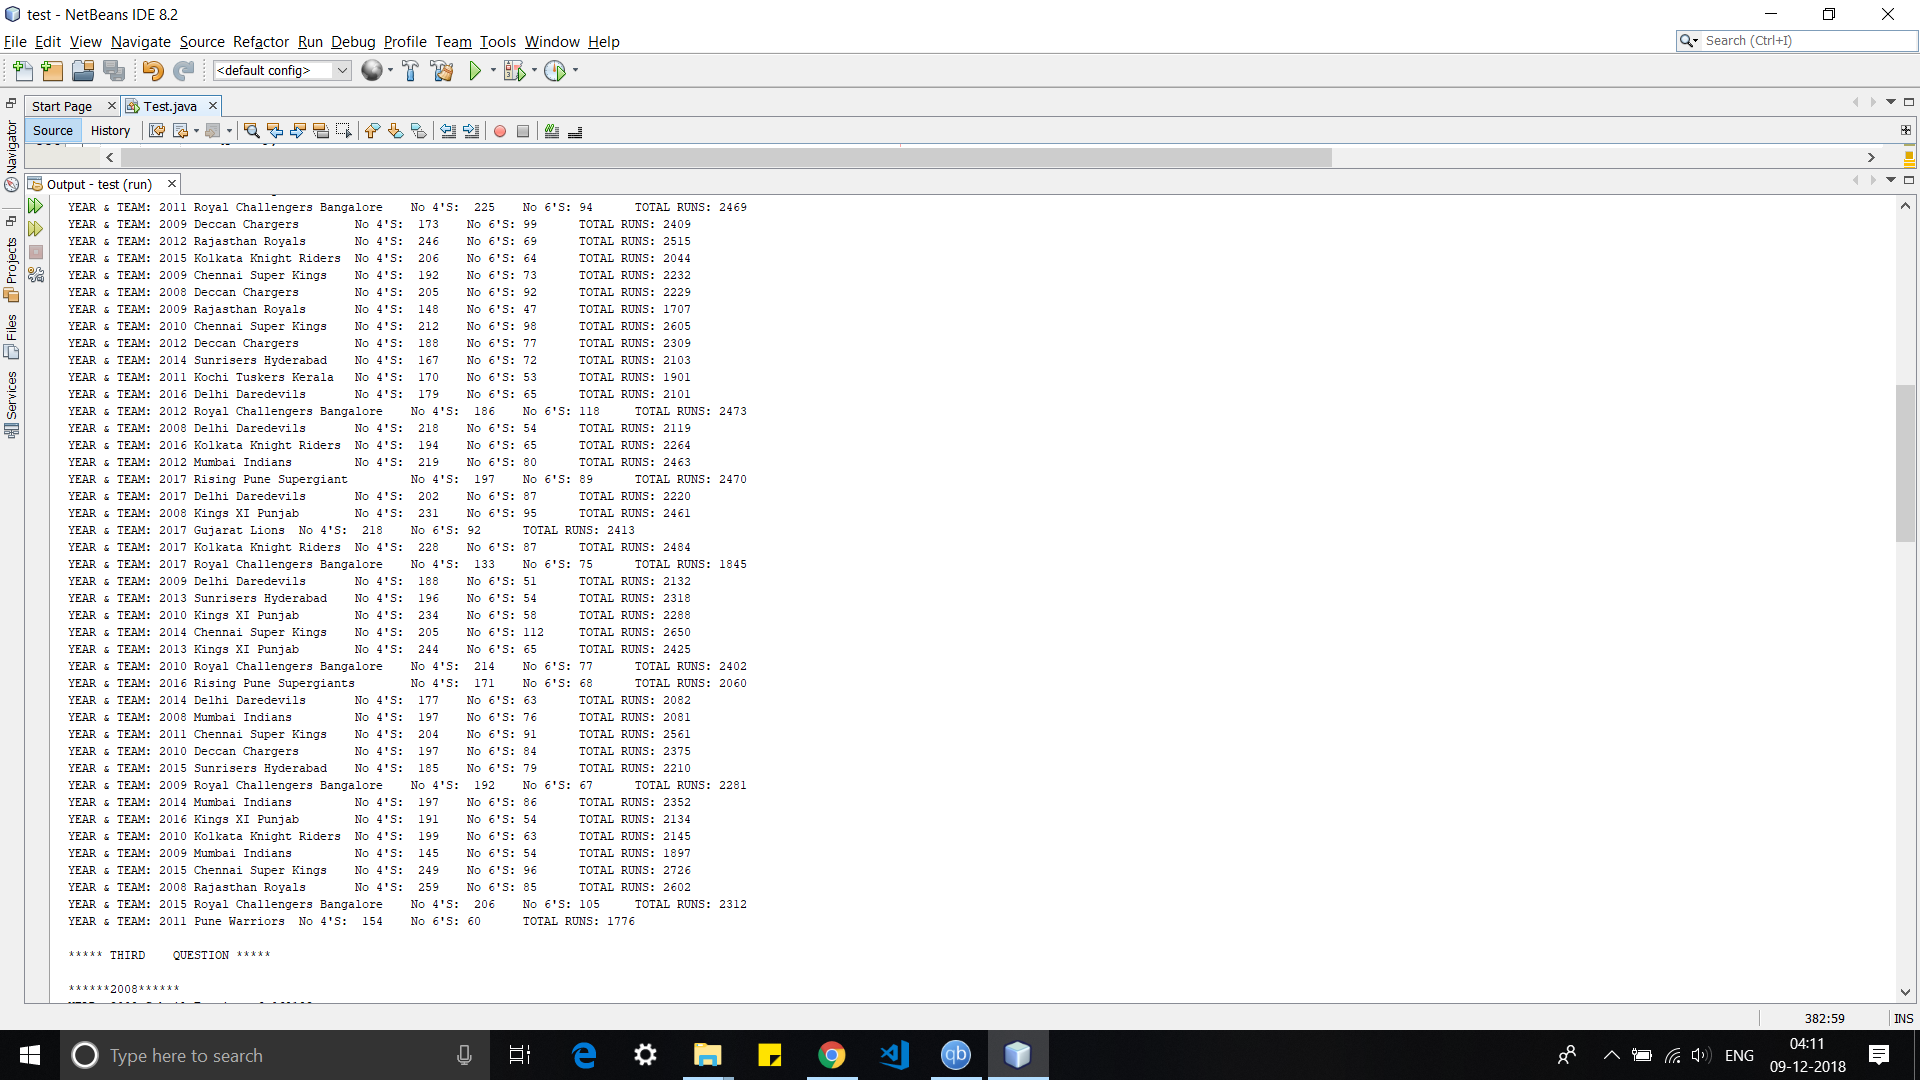 test - NetBeans IDE 8.2
File Edit View Navigate Source Refactor Run Debug Profile Team Tools Window Help
Search (Ctrl+I)
<default config>
Start Page
Test.java
Source History
Navigator
Projects
Files
Services
Output - test (run)
YEAR & TEAM: 2011 Royal Challengers Bangalore No 4'S: 225 No 6'S: 94 TOTAL RUNS: 2469
YEAR & TEAM: 2009 Deccan Chargers No 4'S: 173 No 6'S: 99 TOTAL RUNS: 2409
YEAR & TEAM: 2012 Rajasthan Royals No 4'S: 246 No 6'S: 69 TOTAL RUNS: 2515
YEAR & TEAM: 2015 Kolkata Knight Riders No 4'S: 206 No 6'S: 64 TOTAL RUNS: 2044
YEAR & TEAM: 2009 Chennai Super Kings No 4'S: 192 No 6'S: 73 TOTAL RUNS: 2232
YEAR & TEAM: 2008 Deccan Chargers No 4'S: 205 No 6'S: 92 TOTAL RUNS: 2229
YEAR & TEAM: 2009 Rajasthan Royals No 4'S: 148 No 6'S: 47 TOTAL RUNS: 1707
YEAR & TEAM: 2010 Chennai Super Kings No 4'S: 212 No 6'S: 98 TOTAL RUNS: 2605
YEAR & TEAM: 2012 Deccan Chargers No 4'S: 188 No 6'S: 77 TOTAL RUNS: 2309
YEAR & TEAM: 2014 Sunrisers Hyderabad No 4'S: 167 No 6'S: 72 TOTAL RUNS: 2103
YEAR & TEAM: 2011 Kochi Tuskers Kerala No 4'S: 170 No 6'S: 53 TOTAL RUNS: 1901
YEAR & TEAM: 2016 Delhi Daredevils No 4'S: 179 No 6'S: 65 TOTAL RUNS: 2101
YEAR & TEAM: 2012 Royal Challengers Bangalore No 4'S: 186 No 6'S: 118 TOTAL RUNS: 2473
YEAR & TEAM: 2008 Delhi Daredevils No 4'S: 218 No 6'S: 54 TOTAL RUNS: 2119
YEAR & TEAM: 2016 Kolkata Knight Riders No 4'S: 194 No 6'S: 65 TOTAL RUNS: 2264
YEAR & TEAM: 2012 Mumbai Indians No 4'S: 219 No 6'S: 80 TOTAL RUNS: 2463
YEAR & TEAM: 2017 Rising Pune Supergiant No 4'S: 197 No 6'S: 89 TOTAL RUNS: 2470
YEAR & TEAM: 2017 Delhi Daredevils No 4'S: 202 No 6'S: 87 TOTAL RUNS: 2220
YEAR & TEAM: 2008 Kings XI Punjab No 4'S: 231 No 6'S: 95 TOTAL RUNS: 2461
YEAR & TEAM: 2017 Gujarat Lions No 4'S: 218 No 6'S: 92 TOTAL RUNS: 2413
YEAR & TEAM: 2017 Kolkata Knight Riders No 4'S: 228 No 6'S: 87 TOTAL RUNS: 2484
YEAR & TEAM: 2017 Royal Challengers Bangalore No 4'S: 133 No 6'S: 75 TOTAL RUNS: 1845
YEAR & TEAM: 2009 Delhi Daredevils No 4'S: 188 No 6'S: 51 TOTAL RUNS: 2132
YEAR & TEAM: 2013 Sunrisers Hyderabad No 4'S: 196 No 6'S: 54 TOTAL RUNS: 2318
YEAR & TEAM: 2010 Kings XI Punjab No 4'S: 234 No 6'S: 58 TOTAL RUNS: 2288
YEAR & TEAM: 2014 Chennai Super Kings No 4'S: 205 No 6'S: 112 TOTAL RUNS: 2650
YEAR & TEAM: 2013 Kings XI Punjab No 4'S: 244 No 6'S: 65 TOTAL RUNS: 2425
YEAR & TEAM: 2010 Royal Challengers Bangalore No 4'S: 214 No 6'S: 77 TOTAL RUNS: 2402
YEAR & TEAM: 2016 Rising Pune Supergiants No 4'S: 171 No 6'S: 68 TOTAL RUNS: 2060
YEAR & TEAM: 2014 Delhi Daredevils No 4'S: 177 No 6'S: 63 TOTAL RUNS: 2082
YEAR & TEAM: 2008 Mumbai Indians No 4'S: 197 No 6'S: 76 TOTAL RUNS: 2081
YEAR & TEAM: 2011 Chennai Super Kings No 4'S: 204 No 6'S: 91 TOTAL RUNS: 2561
YEAR & TEAM: 2010 Deccan Chargers No 4'S: 197 No 6'S: 84 TOTAL RUNS: 2375
YEAR & TEAM: 2015 Sunrisers Hyderabad No 4'S: 185 No 6'S: 79 TOTAL RUNS: 2210
YEAR & TEAM: 2009 Royal Challengers Bangalore No 4'S: 192 No 6'S: 67 TOTAL RUNS: 2281
YEAR & TEAM: 2014 Mumbai Indians No 4'S: 197 No 6'S: 86 TOTAL RUNS: 2352
YEAR & TEAM: 2016 Kings XI Punjab No 4'S: 191 No 6'S: 54 TOTAL RUNS: 2134
YEAR & TEAM: 2010 Kolkata Knight Riders No 4'S: 199 No 6'S: 63 TOTAL RUNS: 2145
YEAR & TEAM: 2009 Mumbai Indians No 4'S: 145 No 6'S: 54 TOTAL RUNS: 1897
YEAR & TEAM: 2015 Chennai Super Kings No 4'S: 249 No 6'S: 96 TOTAL RUNS: 2726
YEAR & TEAM: 2008 Rajasthan Royals No 4'S: 259 No 6'S: 85 TOTAL RUNS: 2602
YEAR & TEAM: 2015 Royal Challengers Bangalore No 4'S: 206 No 6'S: 105 TOTAL RUNS: 2312
YEAR & TEAM: 2011 Pune Warriors No 4'S: 154 No 6'S: 60 TOTAL RUNS: 1776
***** THIRD QUESTION *****
******2008******
382:59 INS
Type here to search
qb
ENG
04:11
09-12-2018